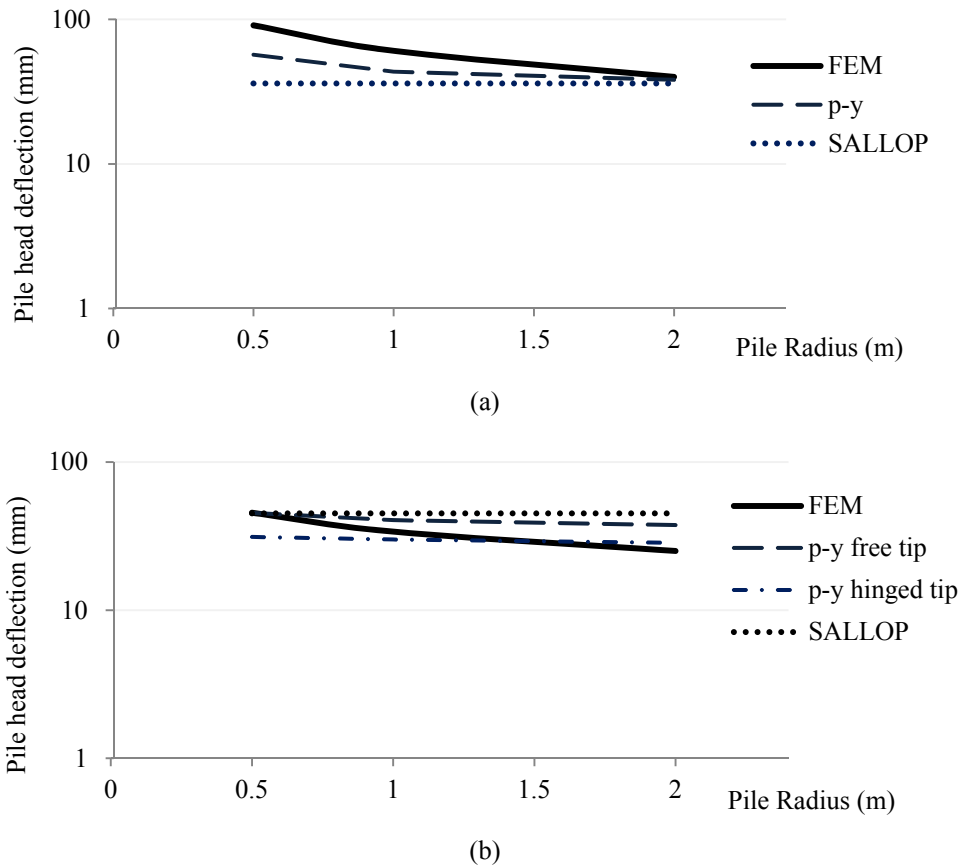 100
10
1
Pile head deflection (mm)
0
0.5
1
1.5
2
Pile Radius (m)
FEM
p-y
SALLOP
(a)
100
10
1
Pile head deflection (mm)
0
0.5
1
1.5
2
Pile Radius (m)
FEM
p-y free tip
p-y hinged tip
SALLOP
(b)